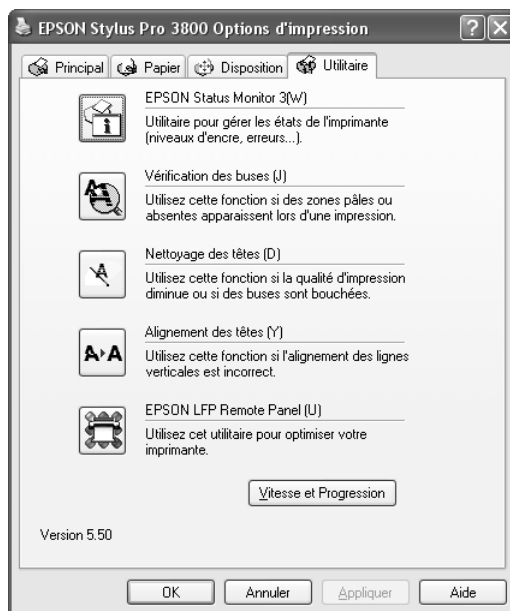 EPSON Stylus Pro 3800 Options d'impression
Principal Papier Disposition Utilitaire
EPSON Status Monitor 3(W)
Utilitaire pour gérer les états de l'imprimante
(niveaux d'encre, erreurs...).
Vérification des buses (J)
Utilisez cette fonction si des zones pâles ou
absentes apparaissent lors d'une impression.
Nettoyage des têtes (D)
Utilisez cette fonction si la qualité d'impression
diminue ou si des buses sont bouchées.
Alignement des têtes (Y)
Utilisez cette fonction si l'alignement des lignes
verticales est incorrect.
EPSON LFP Remote Panel (U)
Utilisez cet utilitaire pour optimiser votre
imprimante.
Vitesse et Progression
Version 5.50
OK Annuler Appliquer Aide